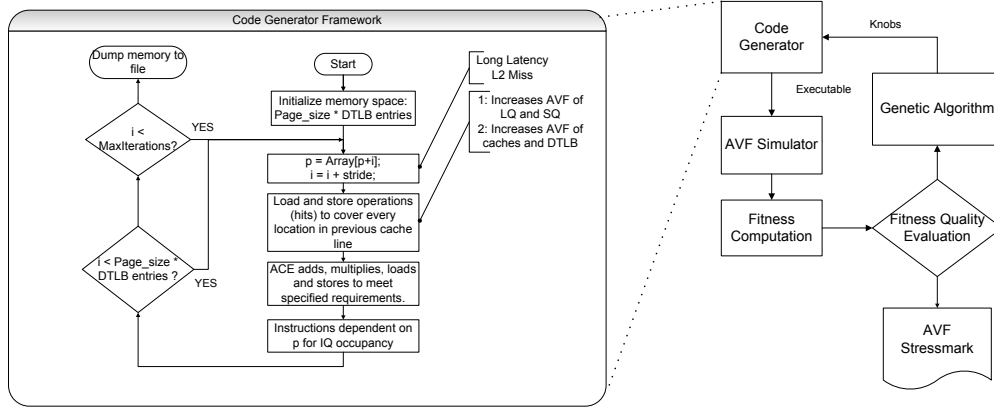 Code Generator Framework
Dump memory to
file
Start
Long Latency
L2 Miss
Initialize memory space:
Page_size * DTLB entries
1: Increases AVF of
LQ and SQ
2: Increases AVF of
caches and DTLB
i <
MaxIterations?
YES
p = Array[p+i];
i = i + stride;
Load and store operations
(hits) to cover every
location in previous cache
line
i < Page_size *
DTLB entries ?
YES
ACE adds, multiplies, loads
and stores to meet
specified requirements.
Instructions dependent on
p for IQ occupancy
Code
Generator
Knobs
Executable
Genetic Algorithm
AVF Simulator
Fitness
Computation
Fitness Quality
Evaluation
AVF
Stressmark